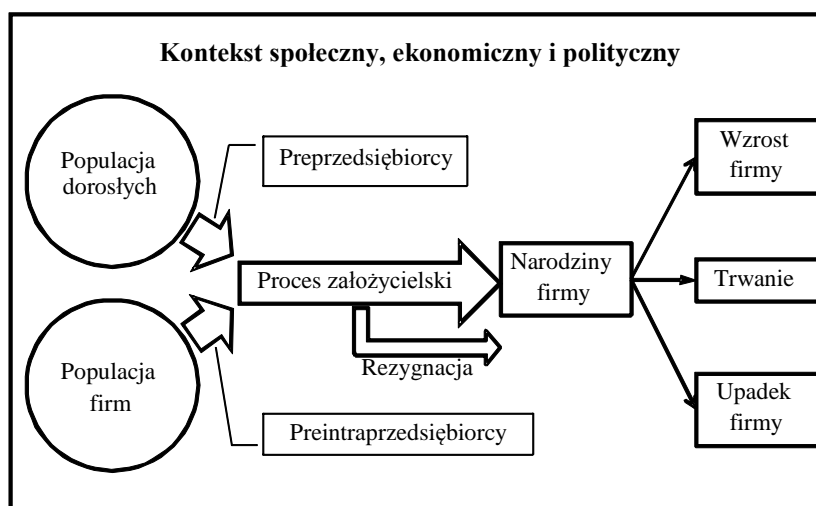 Kontekst społeczny, ekonomiczny i polityczny
Populacja
dorosłych
Preprzedsiębiorcy
Wzrost
firmy
Proces założycielski
Narodziny
firmy
Trwanie
Rezygnacja
Populacja
firm
Preintraprzedsiębiorcy
Upadek
firmy